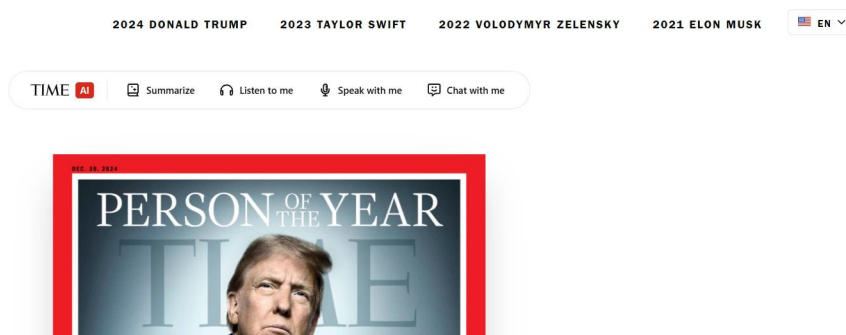 2024 DONALD TRUMP 2023 TAYLOR SWIFT 2022 VOLODYMYR ZELENSKY 2021 ELON MUSK EN
TIME AI Summarize Listen to me Speak with me Chat with me
DEC. 30, 2024
PERSON OF THE YEAR
TIME